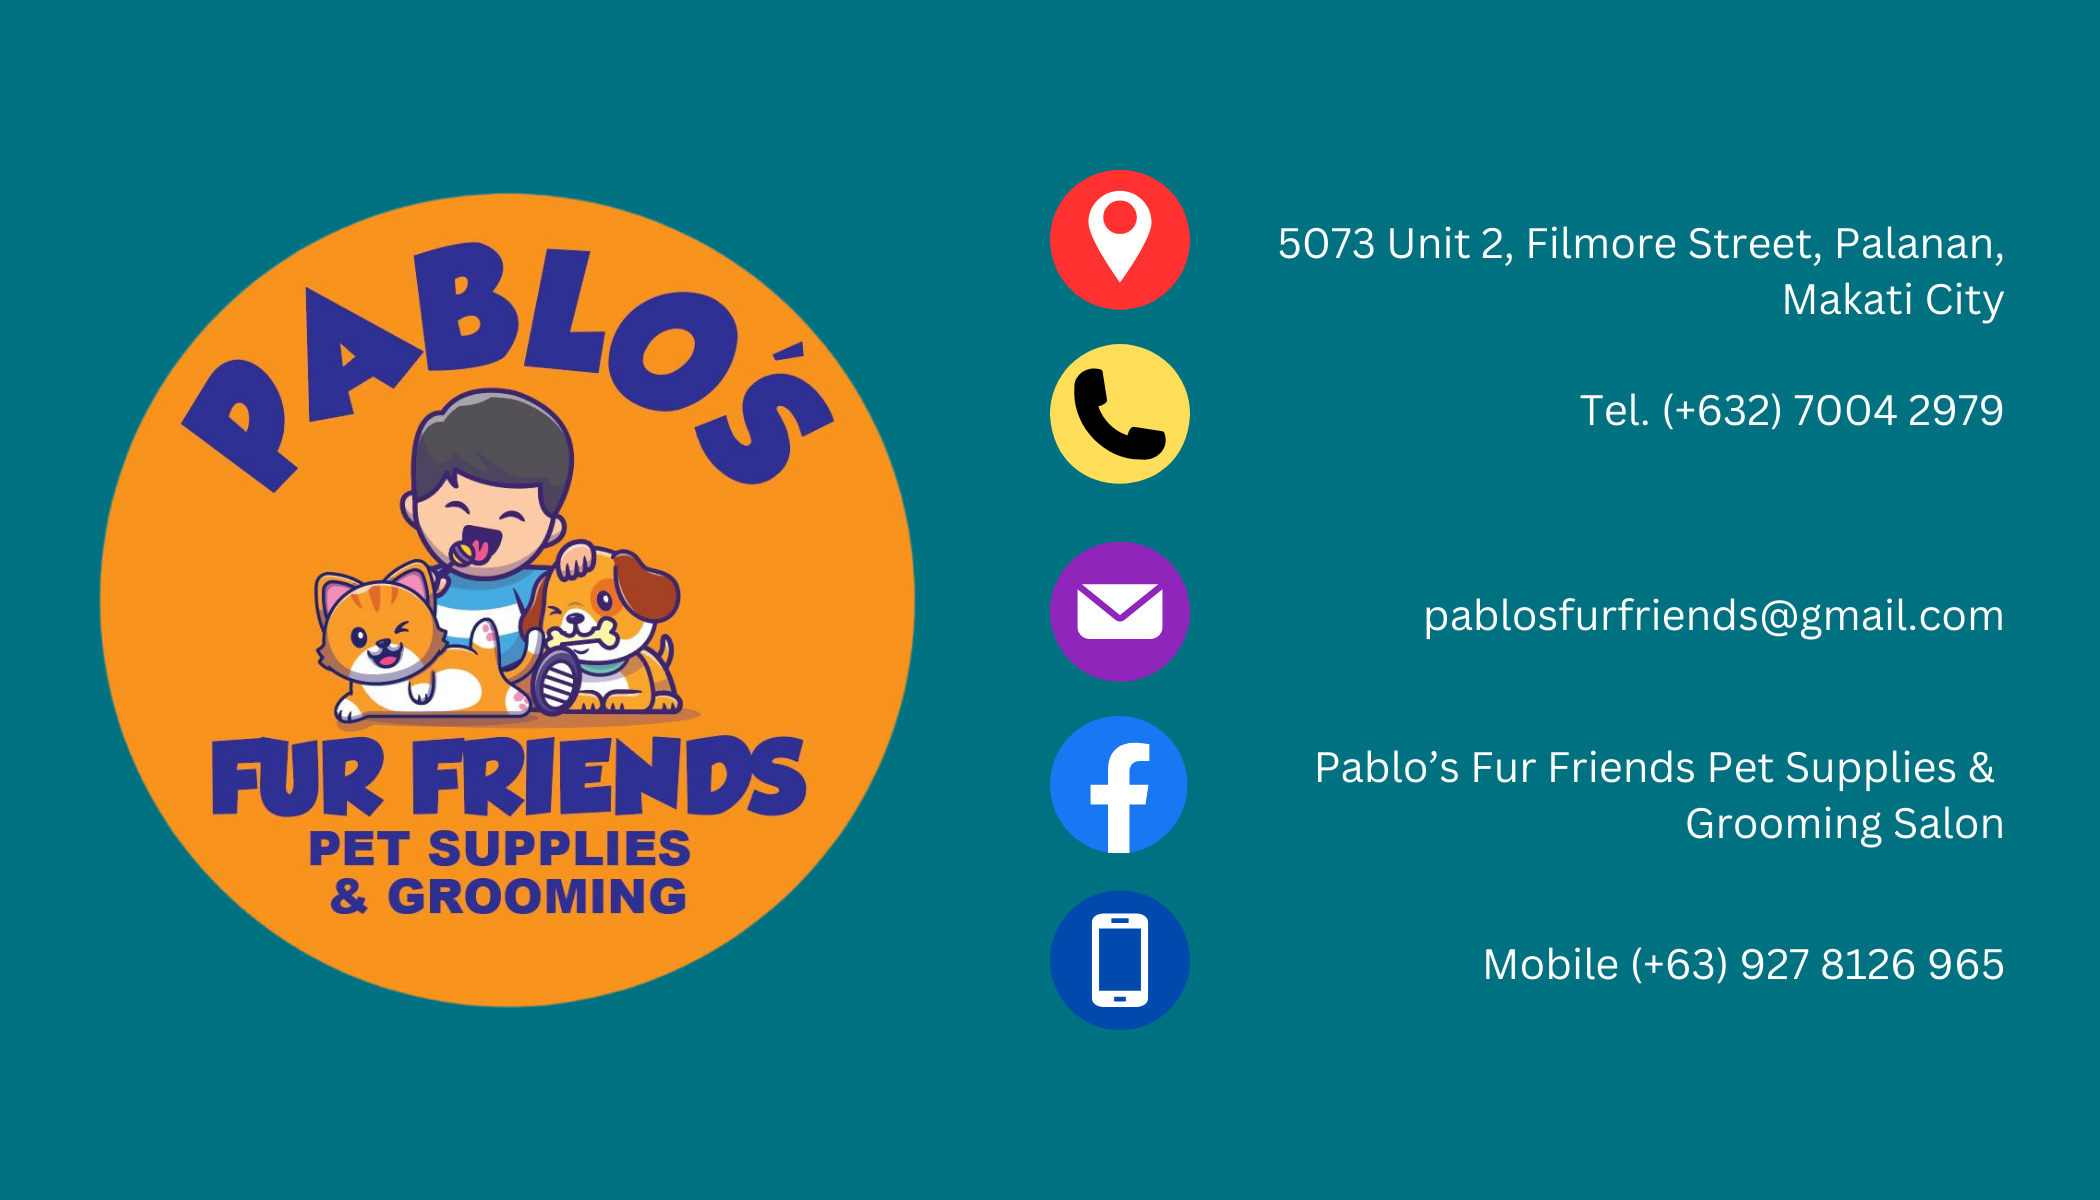 PABLO'S
FUR FRIENDS
PET SUPPLIES
& GROOMING
5073 Unit 2, Filmore Street, Palanan,
Makati City
Tel. (+632) 7004 2979
pablosfurfriends@gmail.com
Pablo’s Fur Friends Pet Supplies &
Grooming Salon
Mobile (+63) 927 8126 965